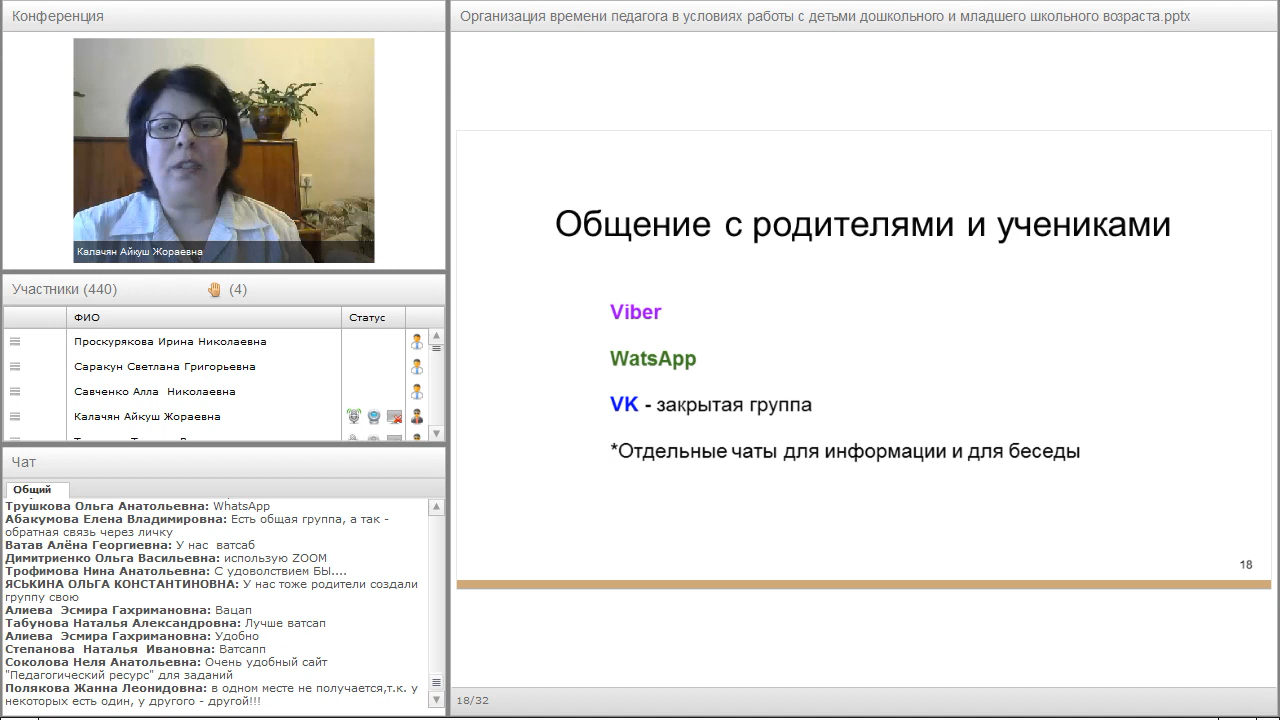 Конференция
Калачян Айкуш Жораевна
Участники (440) (4)
ФИО Статус
Проскурякова Ирина Николаевна
Саракун Светлана Григорьевна
Савченко Алла Николаевна
Калачян Айкуш Жораевна
Чат
Общий
Трушкова Ольга Анатольевна: WhatsApp
Абакумова Елена Владимировна: Есть общая группа, а так -
обратная связь через личку
Ватав Алёна Георгиевна: У нас ватсаб
Димитриенко Ольга Васильевна: использую ZOOM
Трофимова Нина Анатольевна: С удовольствием БЫ....
ЯСЬКИНА ОЛЬГА КОНСТАНТИНОВНА: У нас тоже родители создали
группу свою
Алиева Эсмира Гахримановна: Вацап
Табунова Наталья Александровна: Лучше ватсап
Алиева Эсмира Гахримановна: Удобно
Степанова Наталья Ивановна: Ватсапп
Соколова Неля Анатольевна: Очень удобный сайт
"Педагогический ресурс" для заданий
Полякова Жанна Леонидовна: в одном месте не получается,т.к. у
некоторых есть один, у другого - другой!!!
Организация времени педагога в условиях работы с детьми дошкольного и младшего школьного возраста.pptx
Общение с родителями и учениками
Viber
WatsApp
VK - закрытая группа
*Отдельные чаты для информации и для беседы
18
18/32